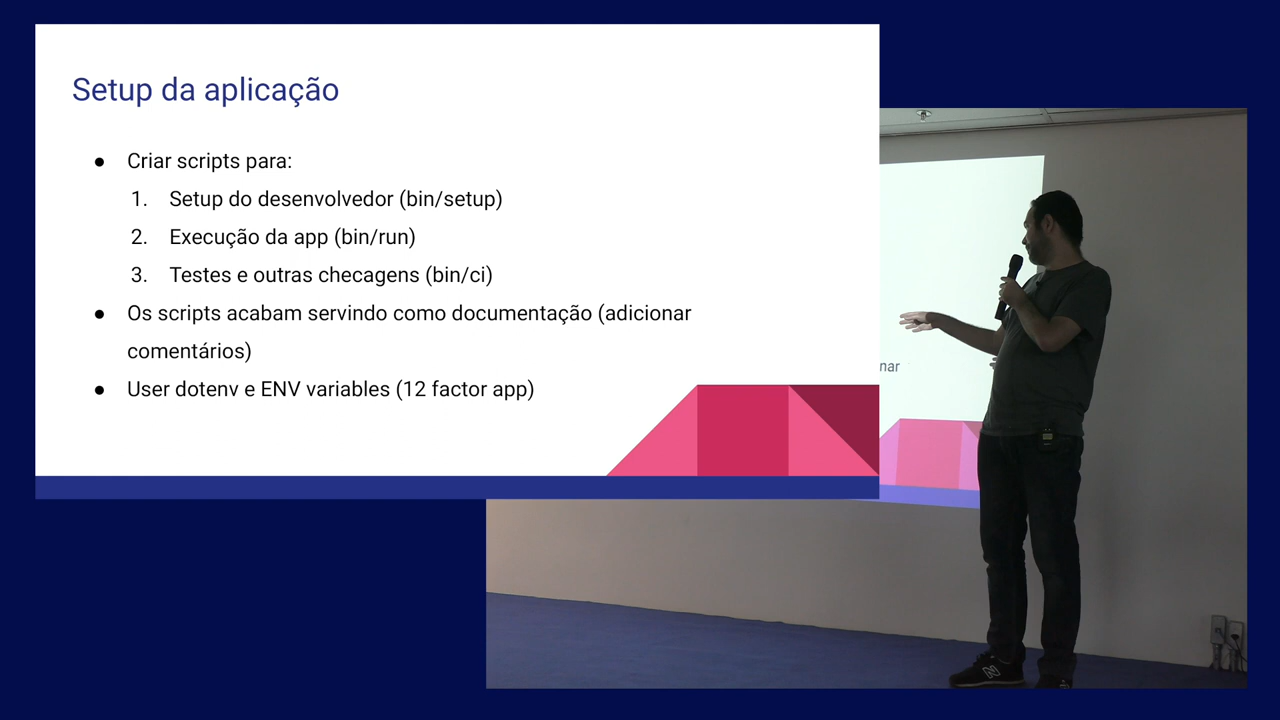 Setup da aplicação
● Criar scripts para:
1. Setup do desenvolvedor (bin/setup)
2. Execução da app (bin/run)
3. Testes e outras checagens (bin/ci)
● Os scripts acabam servindo como documentação (adicionar
comentários)
● User dotenv e ENV variables (12 factor app)
nar
N